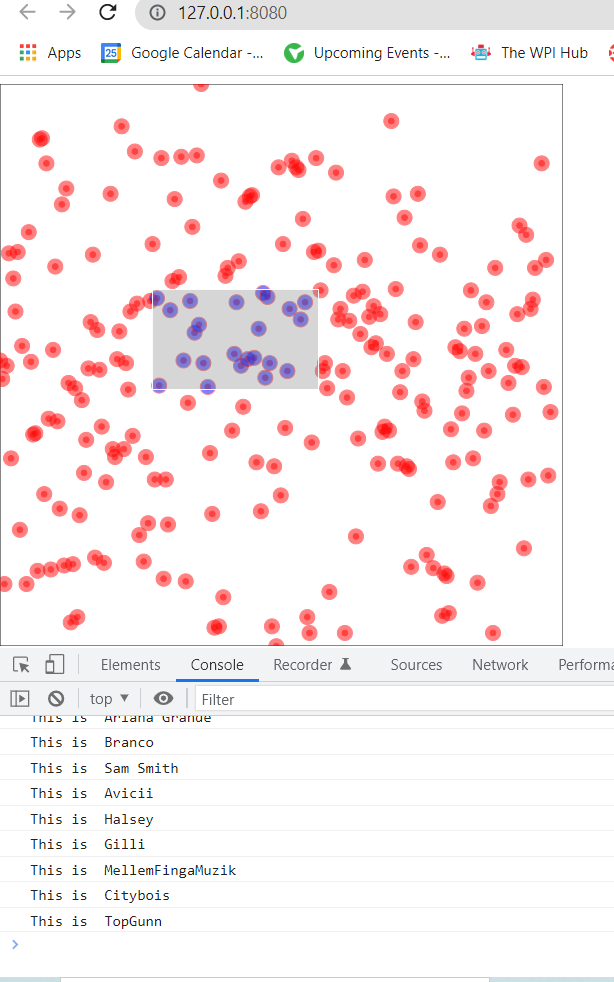 127.0.0.1:8080
Apps
25
Google Calendar -...
Upcoming Events -...
The WPI Hub
Elements
Console
Recorder
Sources
Network
Performa
top ▼
Filter
This is Ariana Grande
This is Branco
This is Sam Smith
This is Avicii
This is Halsey
This is Gilli
This is MellemFingaMuzik
This is Citybois
This is TopGunn